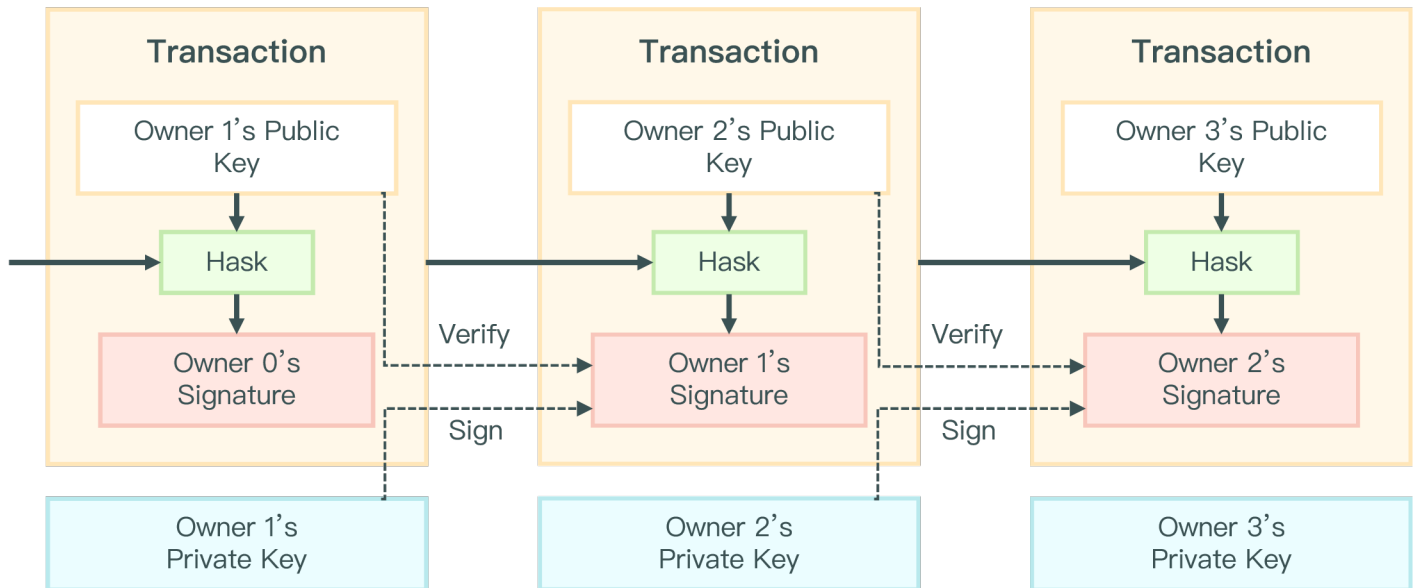 Transaction
Owner 1's Public
Key
Hask
Owner 0's
Signature
Owner 1's
Private Key
Verify
Sign
Transaction
Owner 2's Public
Key
Hask
Owner 1's
Signature
Owner 2's
Private Key
Verify
Sign
Transaction
Owner 3's Public
Key
Hask
Owner 2's
Signature
Owner 3's
Private Key